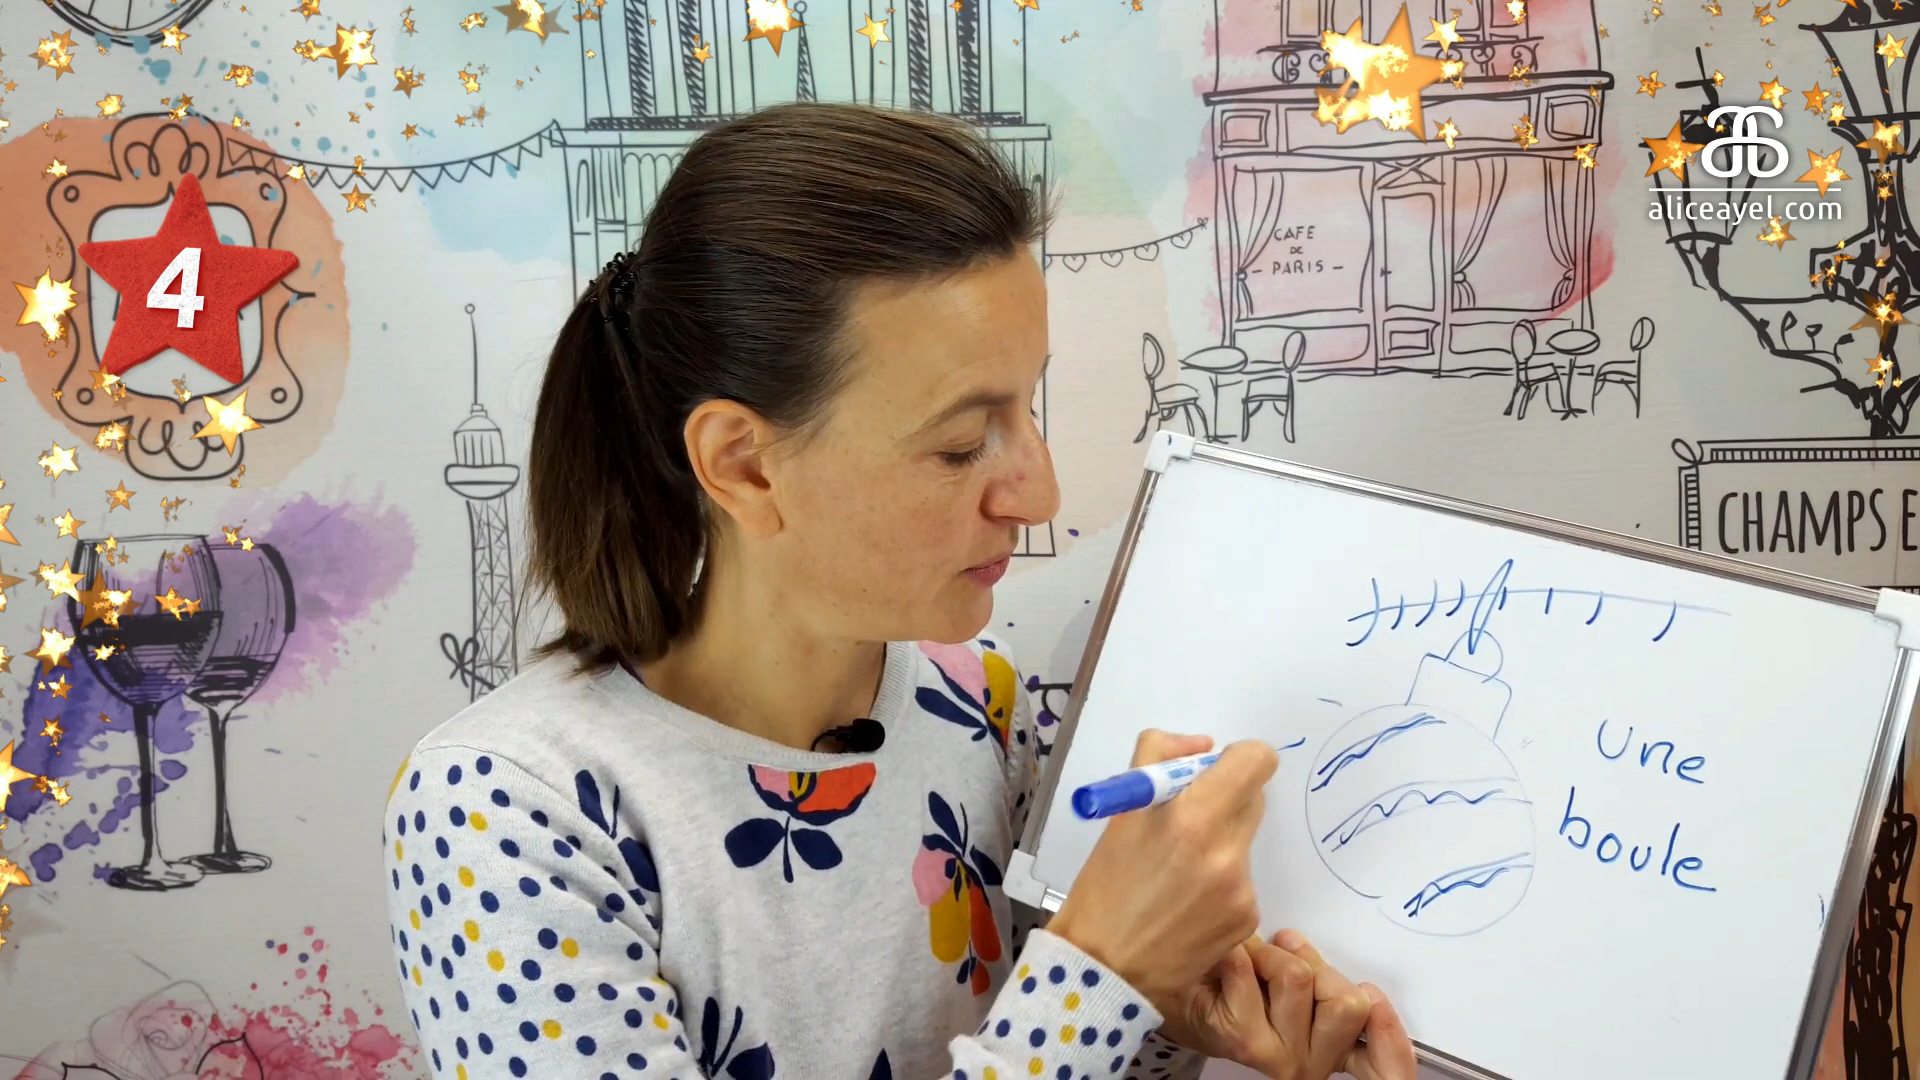 4
aliceayel.com
CAFE
DE
- PARIS -
CHAMPS E
une
boule